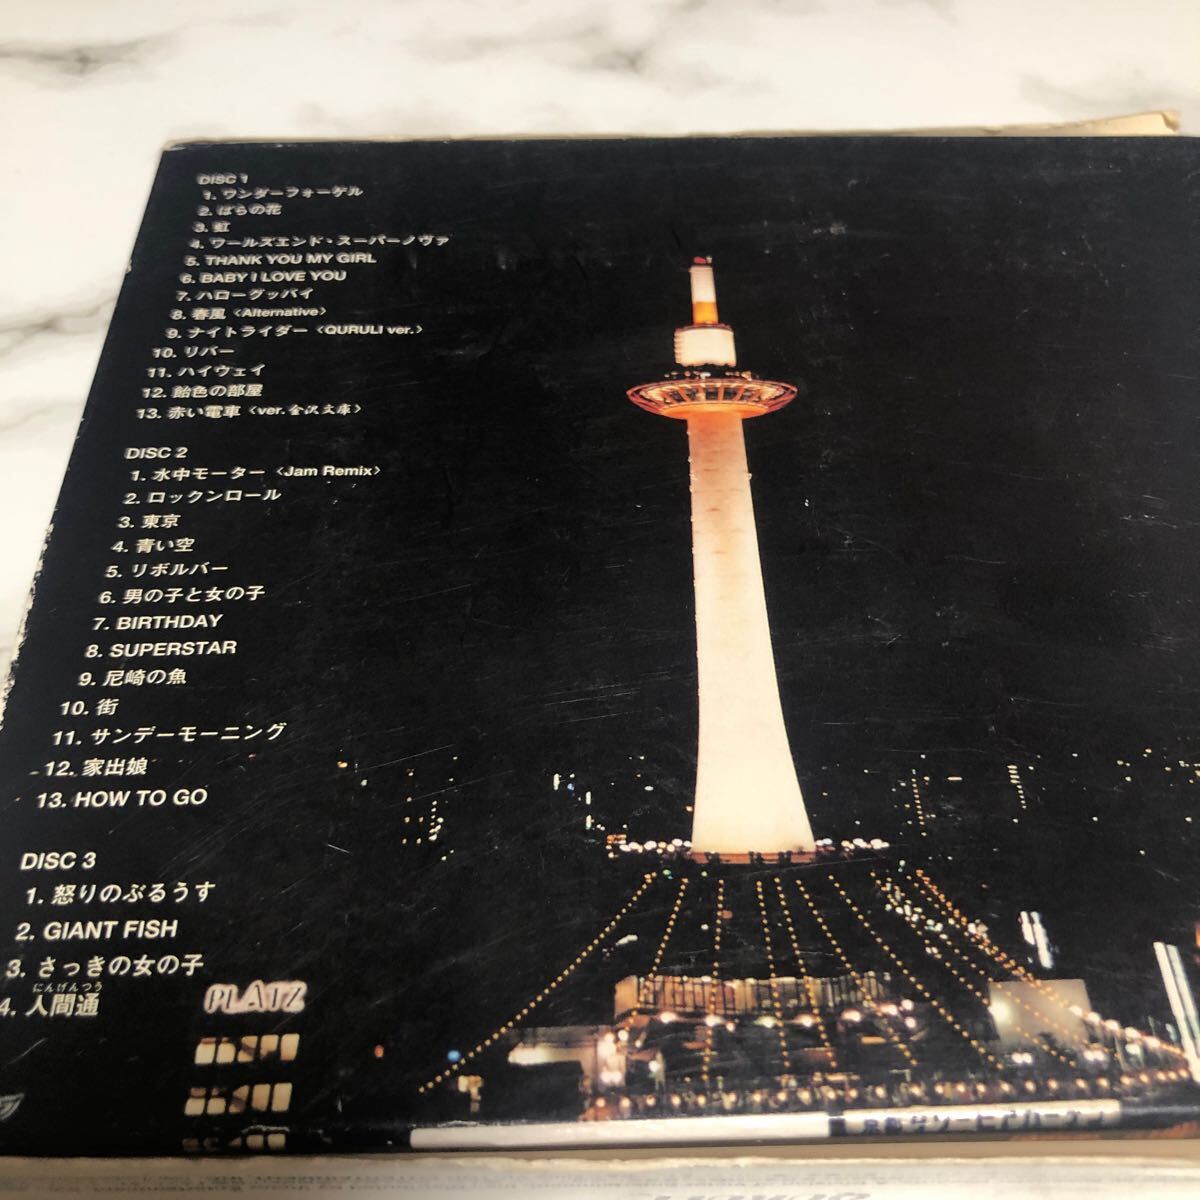 DISC 1
1. ワンダーフォーゲル
2. ばらの花
3. 虹
4. ワールズエンド・スーパーノヴァ
5. THANK YOU MY GIRL
6. BABY I LOVE YOU
7. ハローグッバイ
8. 春風〈Alternative〉
9. ナイトライダー〈QURULI ver.〉
10. リバー
11. ハイウェイ
12. 飴色の部屋
13. 赤い電車〈ver.金沢文庫〉
DISC 2
1. 水中モーター〈Jam Remix〉
2. ロックンロール
3. 東京
4. 青い空
5. リボルバー
6. 男の子と女の子
7. BIRTHDAY
8. SUPERSTAR
9. 尼崎の魚
10. 街
11. サンデーモーニング
12. 家出娘
13. HOW TO GO
DISC 3
1. 怒りのぶるうす
2. GIANT FISH
3. さっきの女の子
にんげんつう
4. 人間通
PLATZ